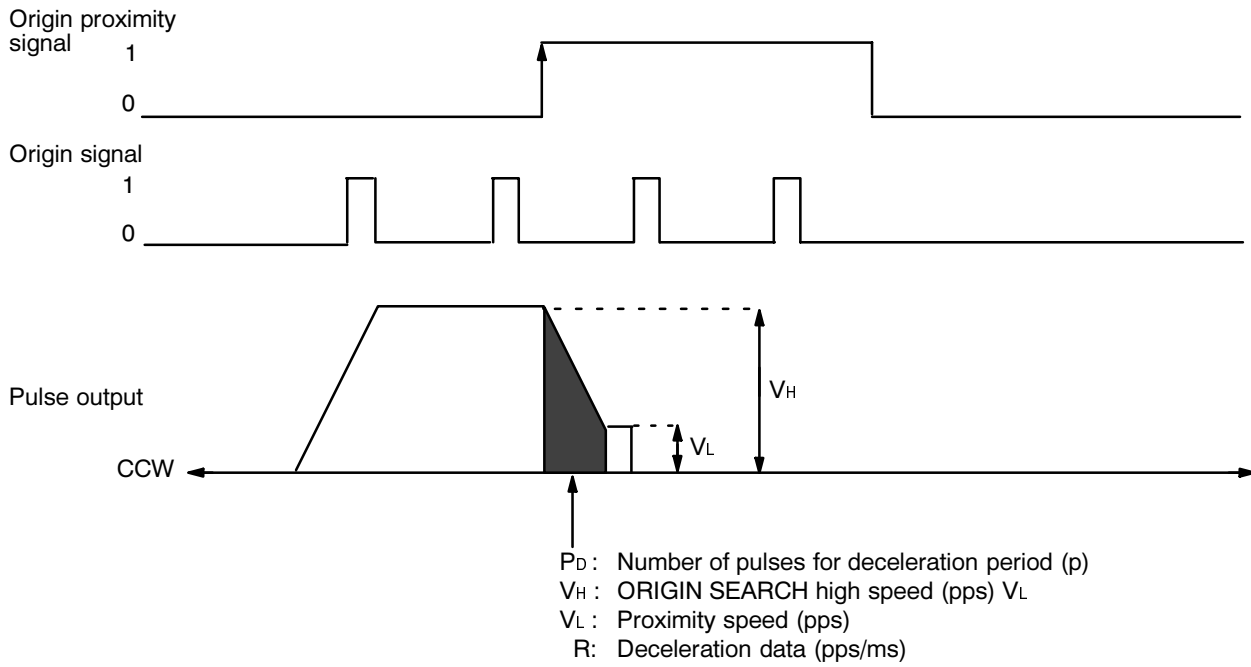 Origin proximity
signal
1
0
Origin signal
1
0
Pulse output
VH
VL
CCW
PD : Number of pulses for deceleration period (p)
VH : ORIGIN SEARCH high speed (pps) VL
VL : Proximity speed (pps)
R: Deceleration data (pps/ms)